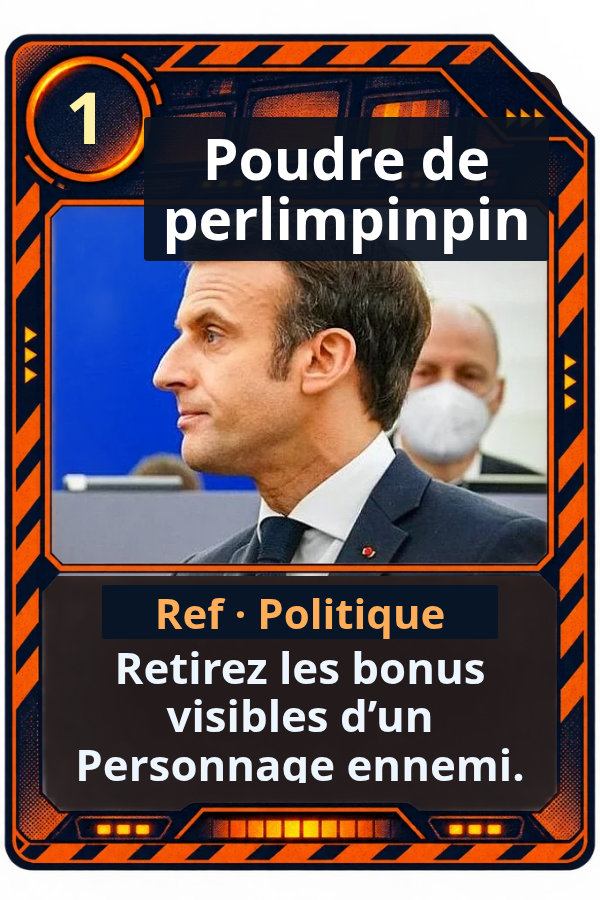 1
Poudre de
perlimpinpin
Ref · Politique
Retirez les bonus
visibles d’un
Personnage ennemi.